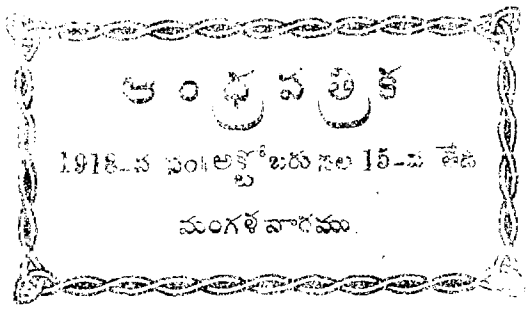 ఆంధ్రపత్రిక
1918-వ సం॥ అక్టోబరు నెల 15-వ తేది
మంగళవారము.